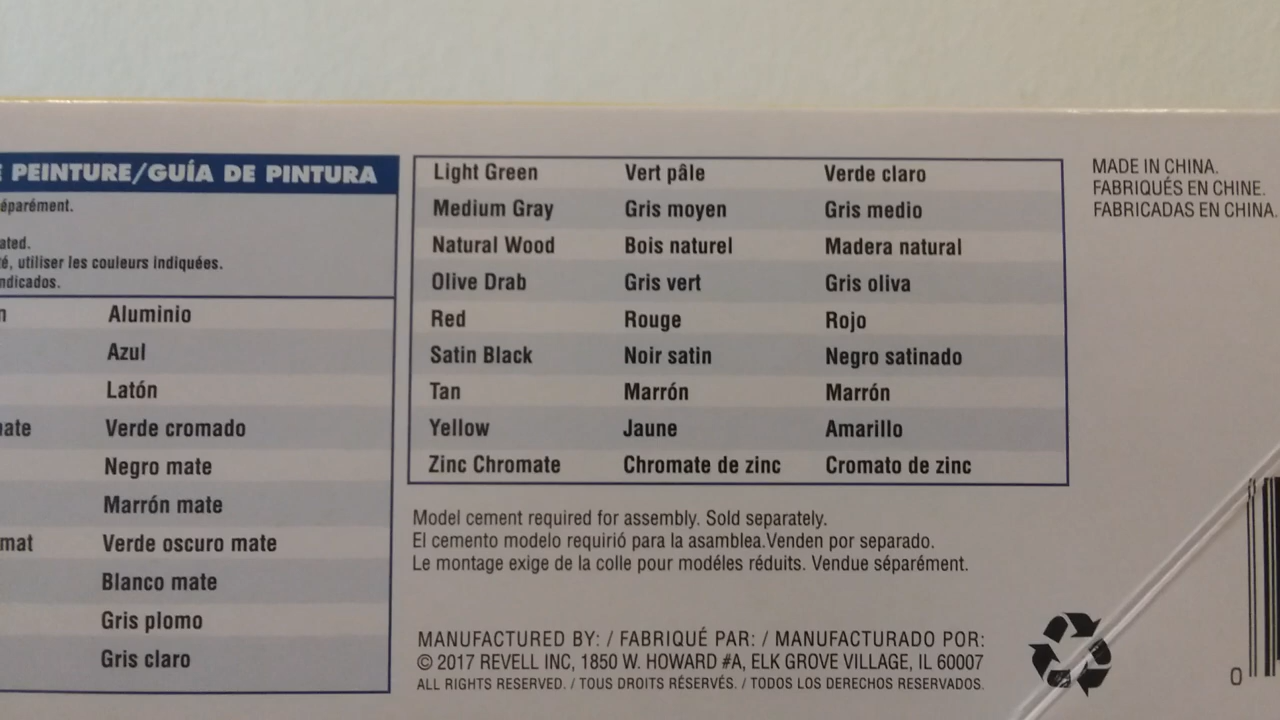 PEINTURE/GUÍA DE PINTURA
éparément.
ated.
té, utiliser les couleurs indiquées.
ndicados.
n Aluminio
Azul
Latón
ate Verde cromado
Negro mate
Marrón mate
mat Verde oscuro mate
Blanco mate
Gris plomo
Gris claro
Light Green Vert pâle Verde claro
Medium Gray Gris moyen Gris medio
Natural Wood Bois naturel Madera natural
Olive Drab Gris vert Gris oliva
Red Rouge Rojo
Satin Black Noir satin Negro satinado
Tan Marrón Marrón
Yellow Jaune Amarillo
Zinc Chromate Chromate de zinc Cromato de zinc
Model cement required for assembly. Sold separately.
El cemento modelo requirió para la asamblea.Venden por separado.
Le montage exige de la colle pour modéles réduits. Vendue séparément.
MANUFACTURED BY: / FABRIQUÉ PAR: / MANUFACTURADO POR:
© 2017 REVELL INC, 1850 W. HOWARD #A, ELK GROVE VILLAGE, IL 60007
ALL RIGHTS RESERVED. / TOUS DROITS RÉSERVÉS. / TODOS LOS DERECHOS RESERVADOS.
MADE IN CHINA.
FABRIQUÉS EN CHINE.
FABRICADAS EN CHINA.
0